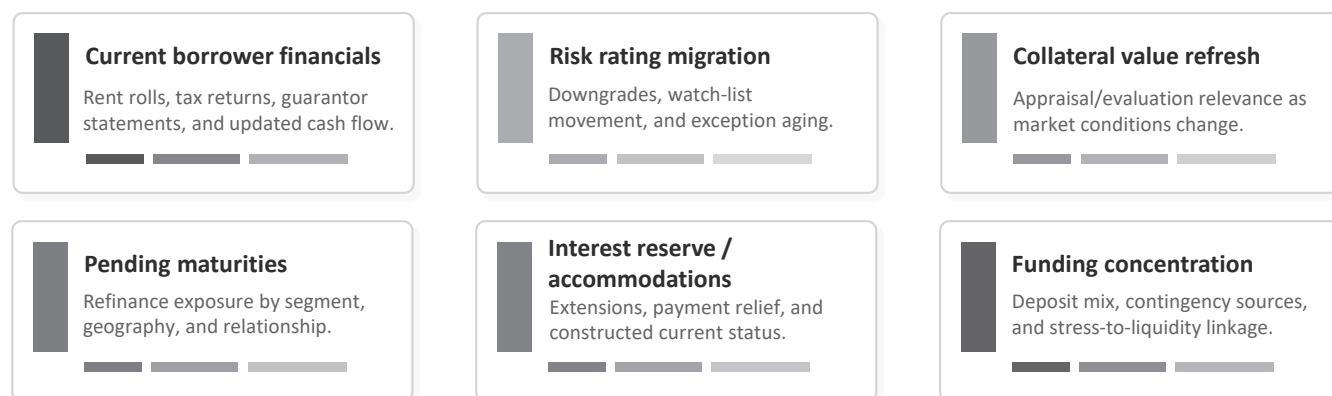 Current borrower financials
Rent rolls, tax returns, guarantor
statements, and updated cash flow.
Risk rating migration
Downgrades, watch-list
movement, and exception aging.
Collateral value refresh
Appraisal/evaluation relevance as
market conditions change.
Pending maturities
Refinance exposure by segment,
geography, and relationship.
Interest reserve /
accommodations
Extensions, payment relief, and
constructed current status.
Funding concentration
Deposit mix, contingency sources,
and stress-to-liquidity linkage.